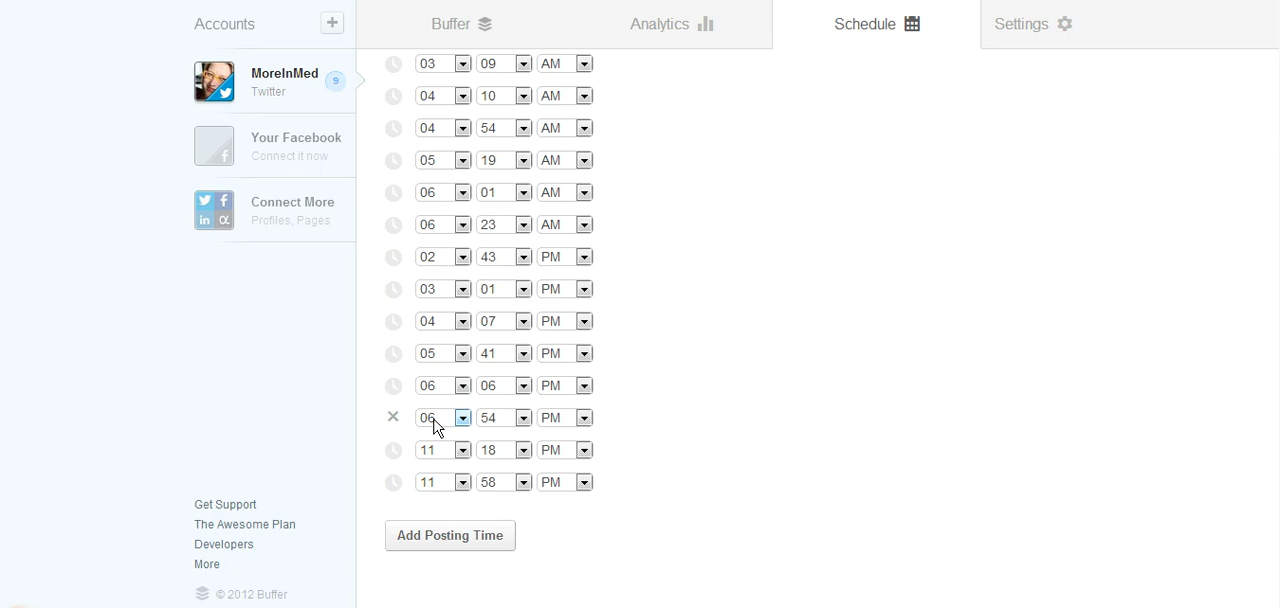 Accounts
+
Buffer
Analytics
Schedule
Settings
MoreInMed
Twitter
9
Your Facebook
Connect it now
Connect More
Profiles, Pages
03 09 AM
04 10 AM
04 54 AM
05 19 AM
06 01 AM
06 23 AM
02 43 PM
03 01 PM
04 07 PM
05 41 PM
06 06 PM
06 54 PM
11 18 PM
11 58 PM
Add Posting Time
Get Support
The Awesome Plan
Developers
More
© 2012 Buffer